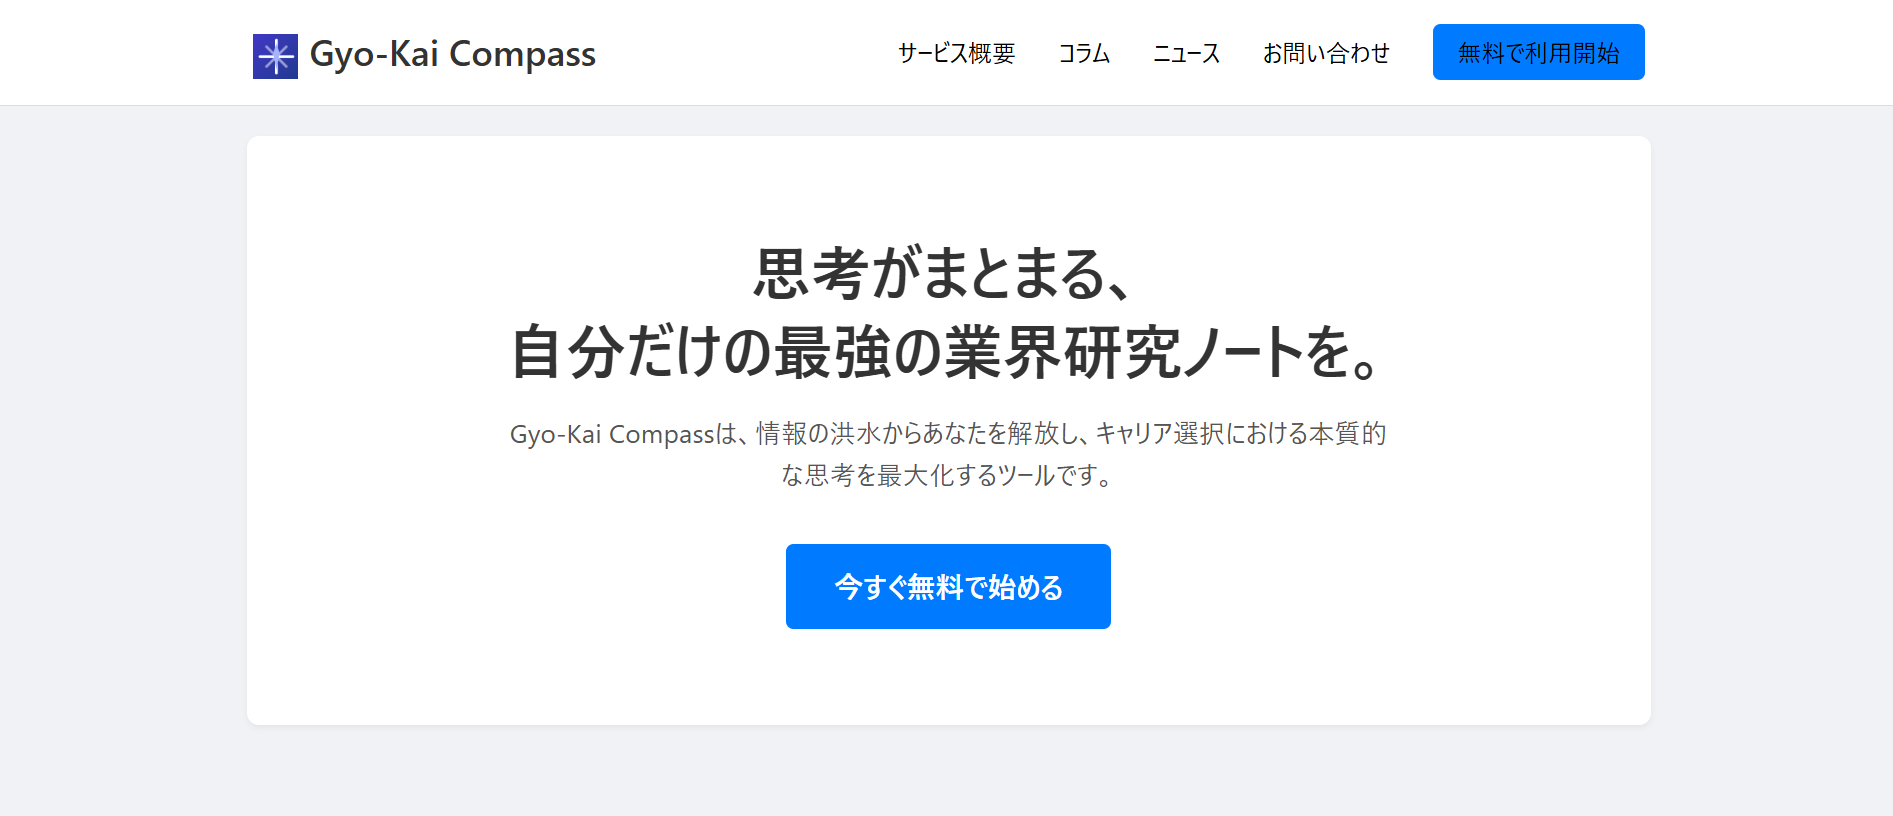 Gyo-Kai Compass
サービス概要
コラム
ニュース
お問い合わせ
無料で利用開始
思考がまとまる、
自分だけの最強の業界研究ノートを。
Gyo-Kai Compassは、情報の洪水からあなたを解放し、キャリア選択における本質的
な思考を最大化するツールです。
今すぐ無料で始める